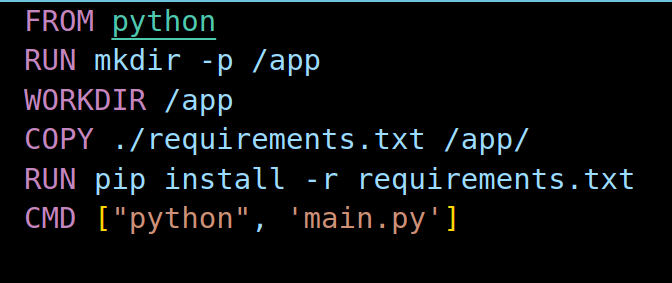 FROM python
RUN mkdir -p /app
WORKDIR /app
COPY ./requirements.txt /app/
RUN pip install -r requirements.txt
CMD ["python", 'main.py']